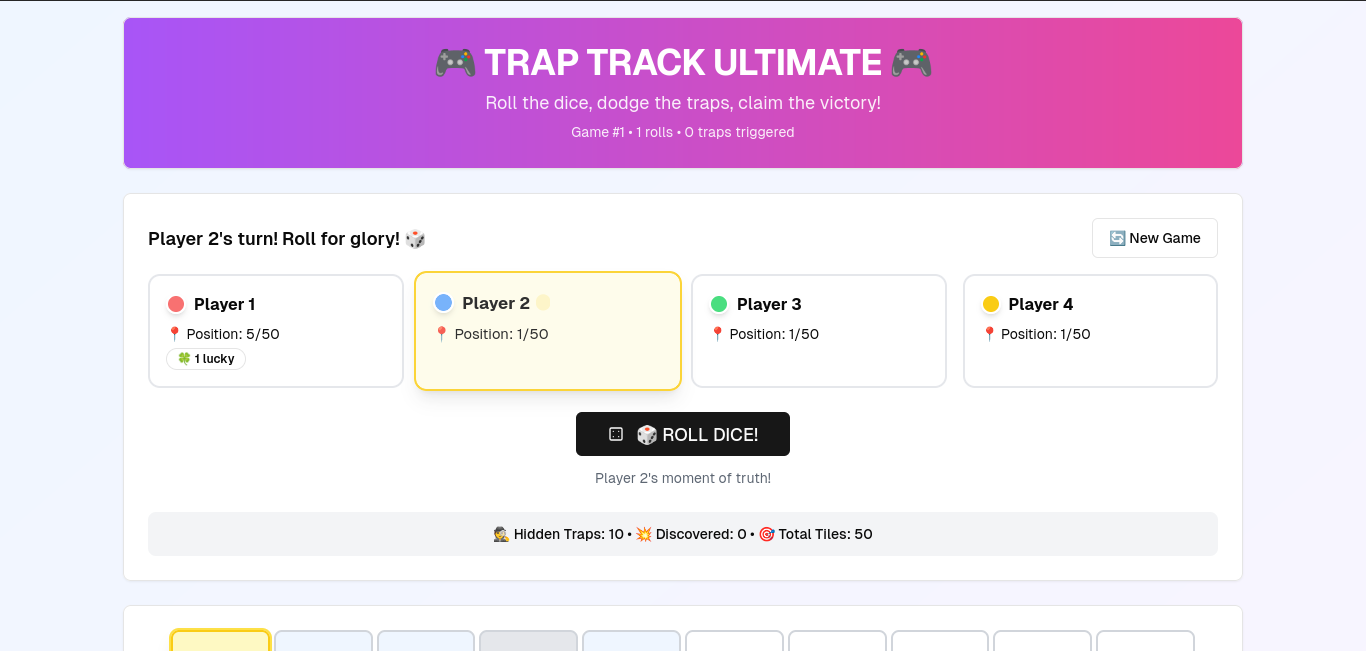 🎮 TRAP TRACK ULTIMATE 🎮
Roll the dice, dodge the traps, claim the victory!
Game #1 • 1 rolls • 0 traps triggered
Player 2's turn! Roll for glory! 🎲
🔄 New Game
Player 1
📍 Position: 5/50
🍀 1 lucky
Player 2
📍 Position: 1/50
Player 3
📍 Position: 1/50
Player 4
📍 Position: 1/50
🎲 ROLL DICE!
Player 2's moment of truth!
🕵️ Hidden Traps: 10 • 💥 Discovered: 0 • 🎯 Total Tiles: 50